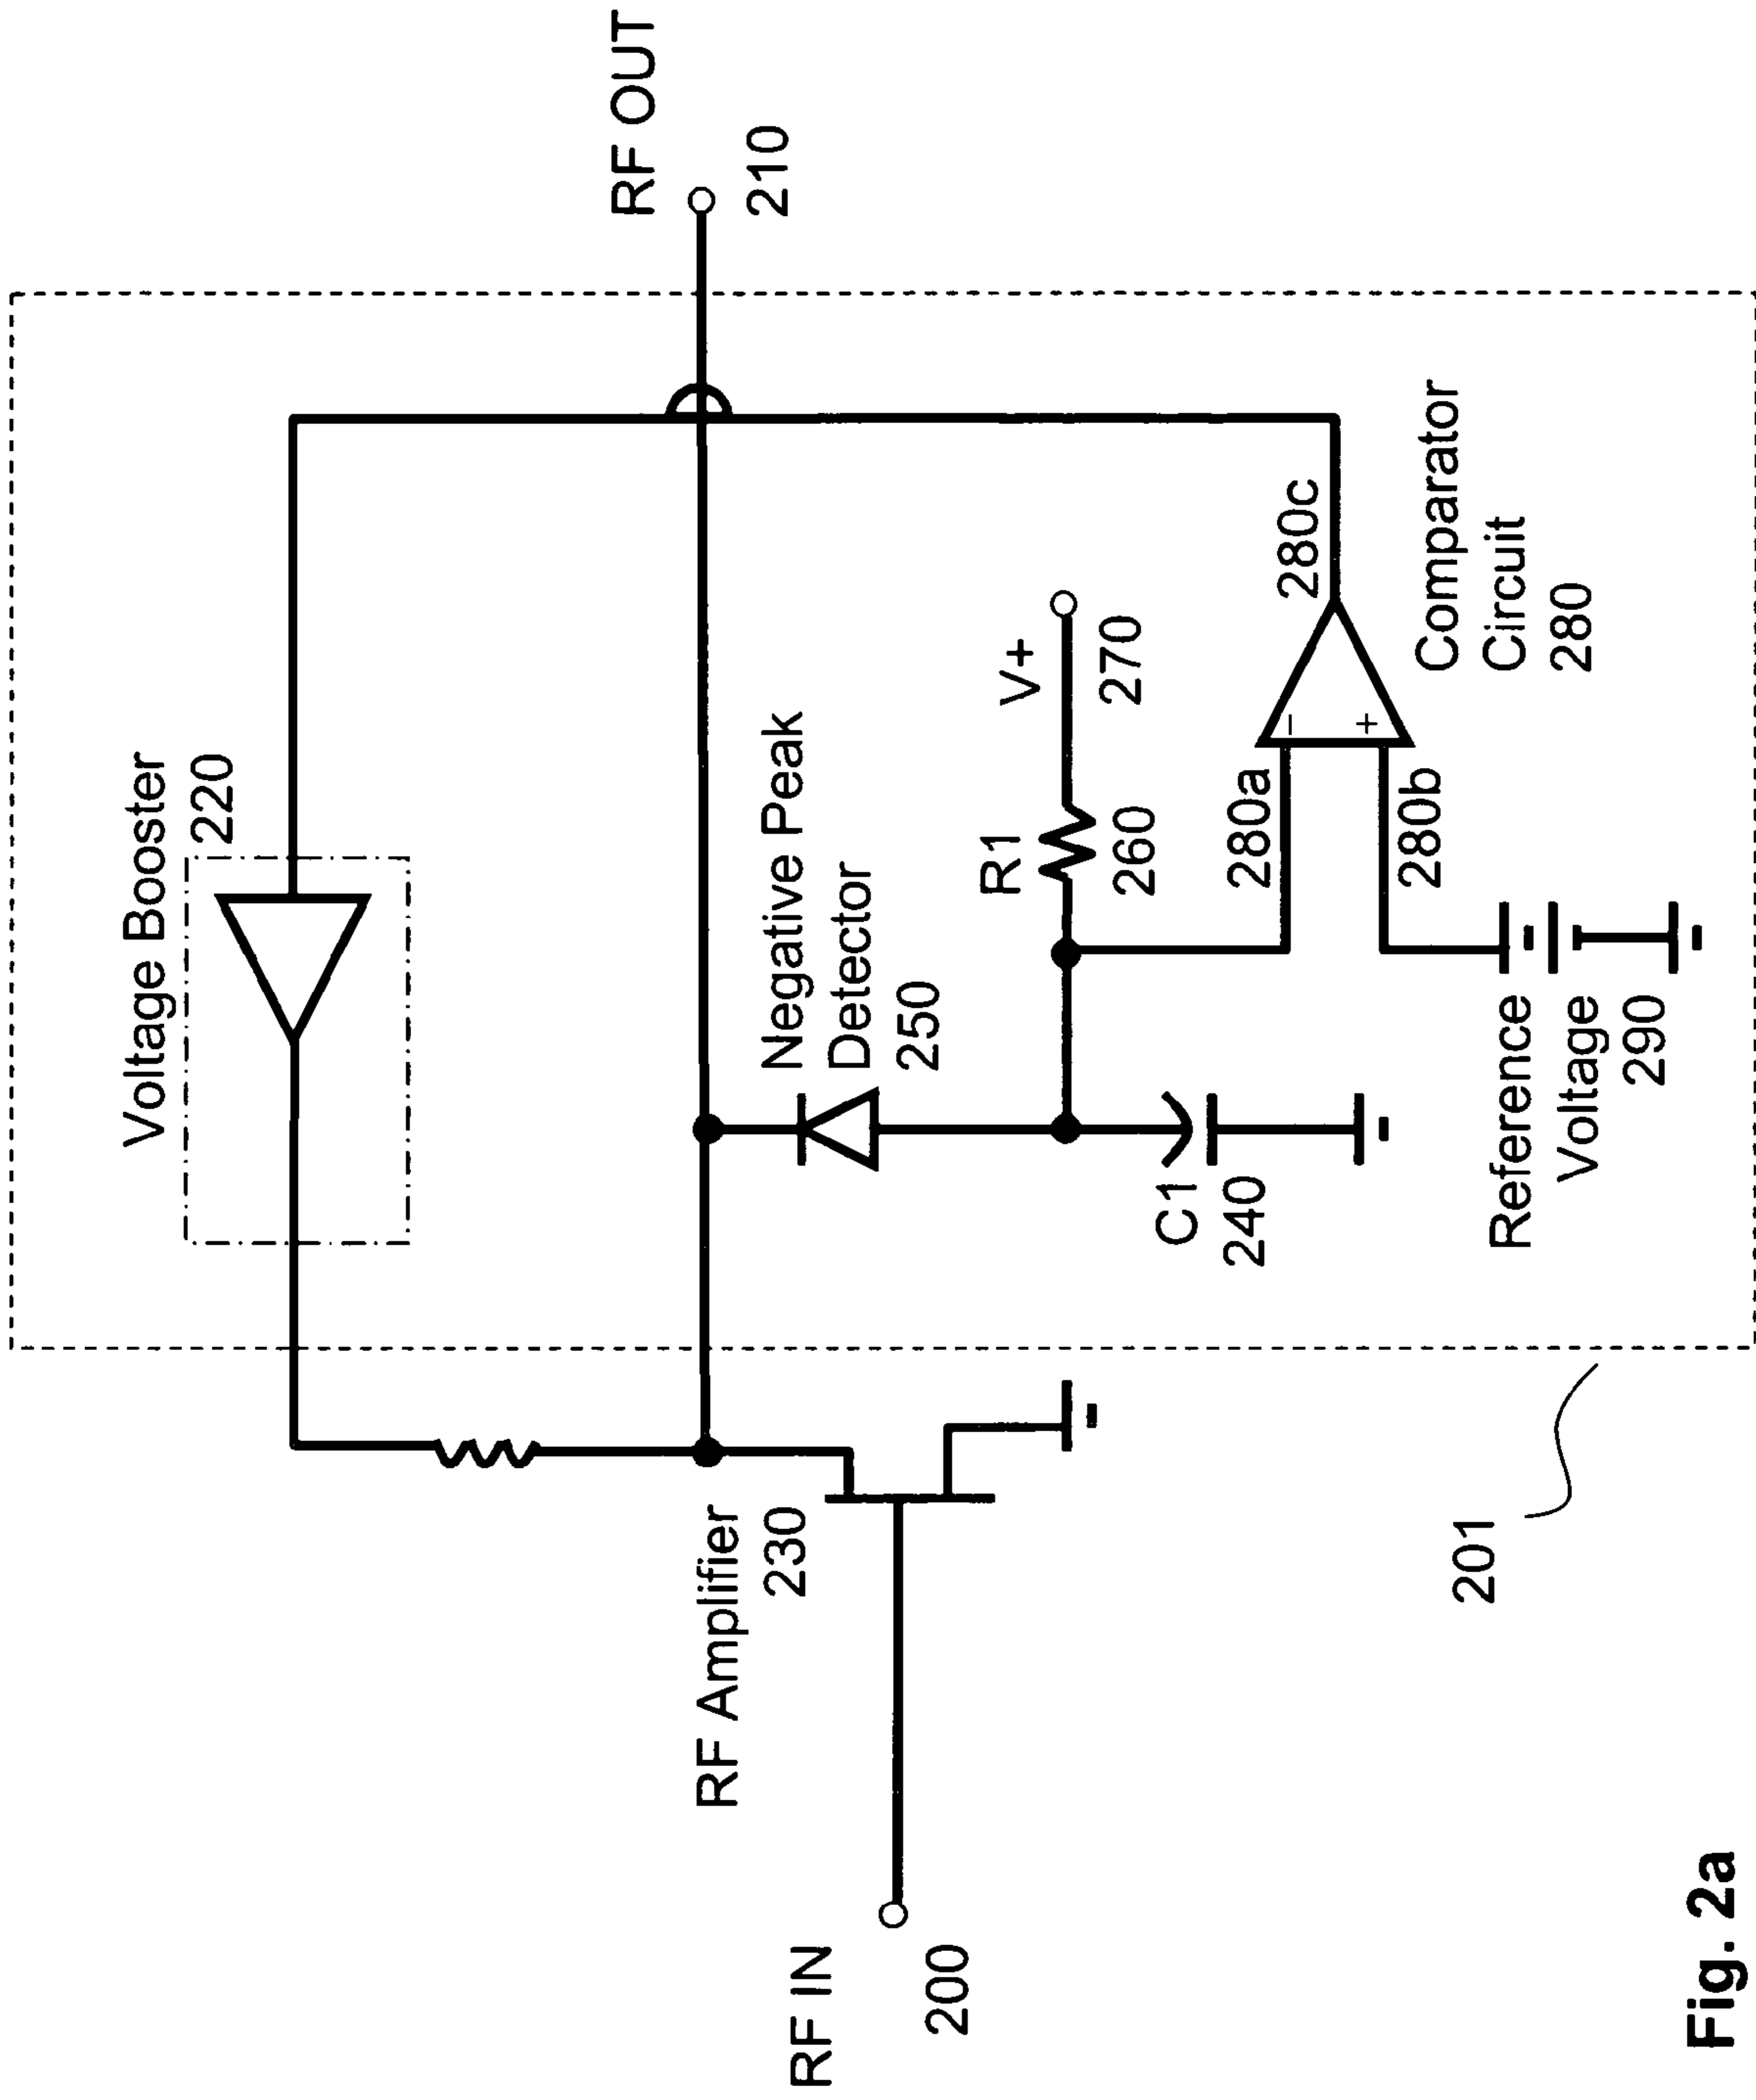 Voltage Booster
220
RF OUT
210
RF Amplifier
230
Negative Peak
Detector
250
RF IN
200
V+
270
R1
260
C1
240
280a
−
280c
280b
+
Comparator
Circuit
280
Reference
Voltage
290
201
Fig. 2a